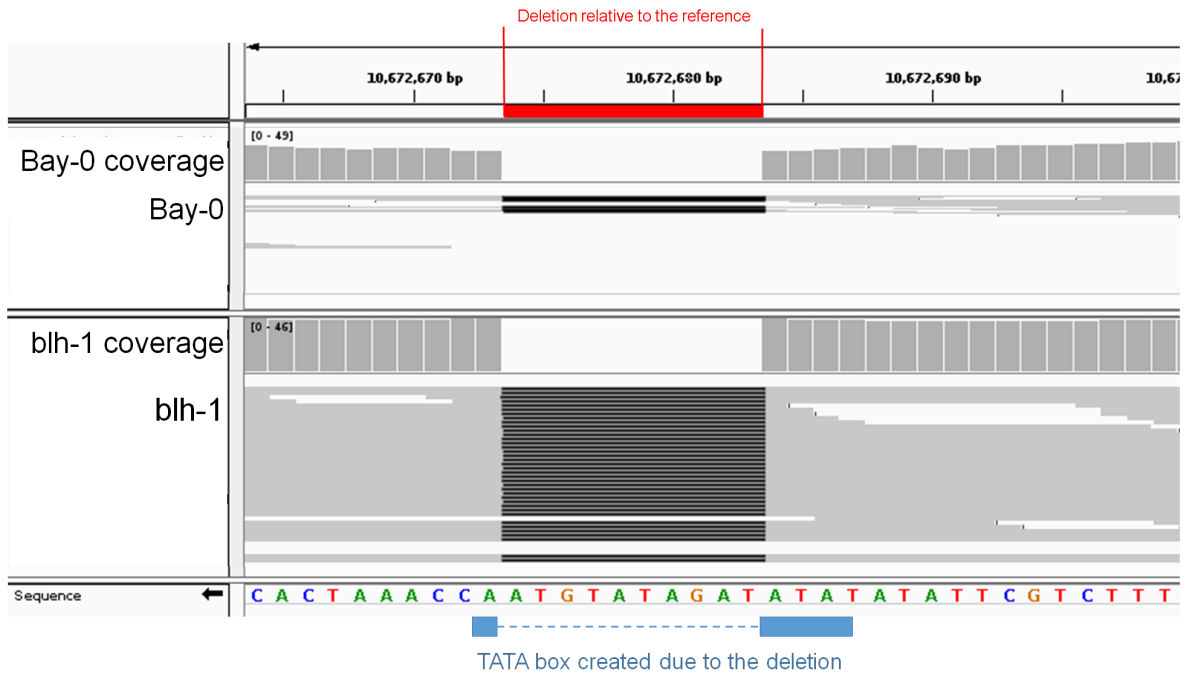 Deletion relative to the reference
10,672,670 bp 10,672,680 bp 10,672,690 bp 10,67
[0 - 49]
Bay-0 coverage
Bay-0
[0 - 46]
blh-1 coverage
blh-1
Sequence C A C T A A A C C A A T G T A T A G A T A T A T A T A T T C G T C T T T
TATA box created due to the deletion